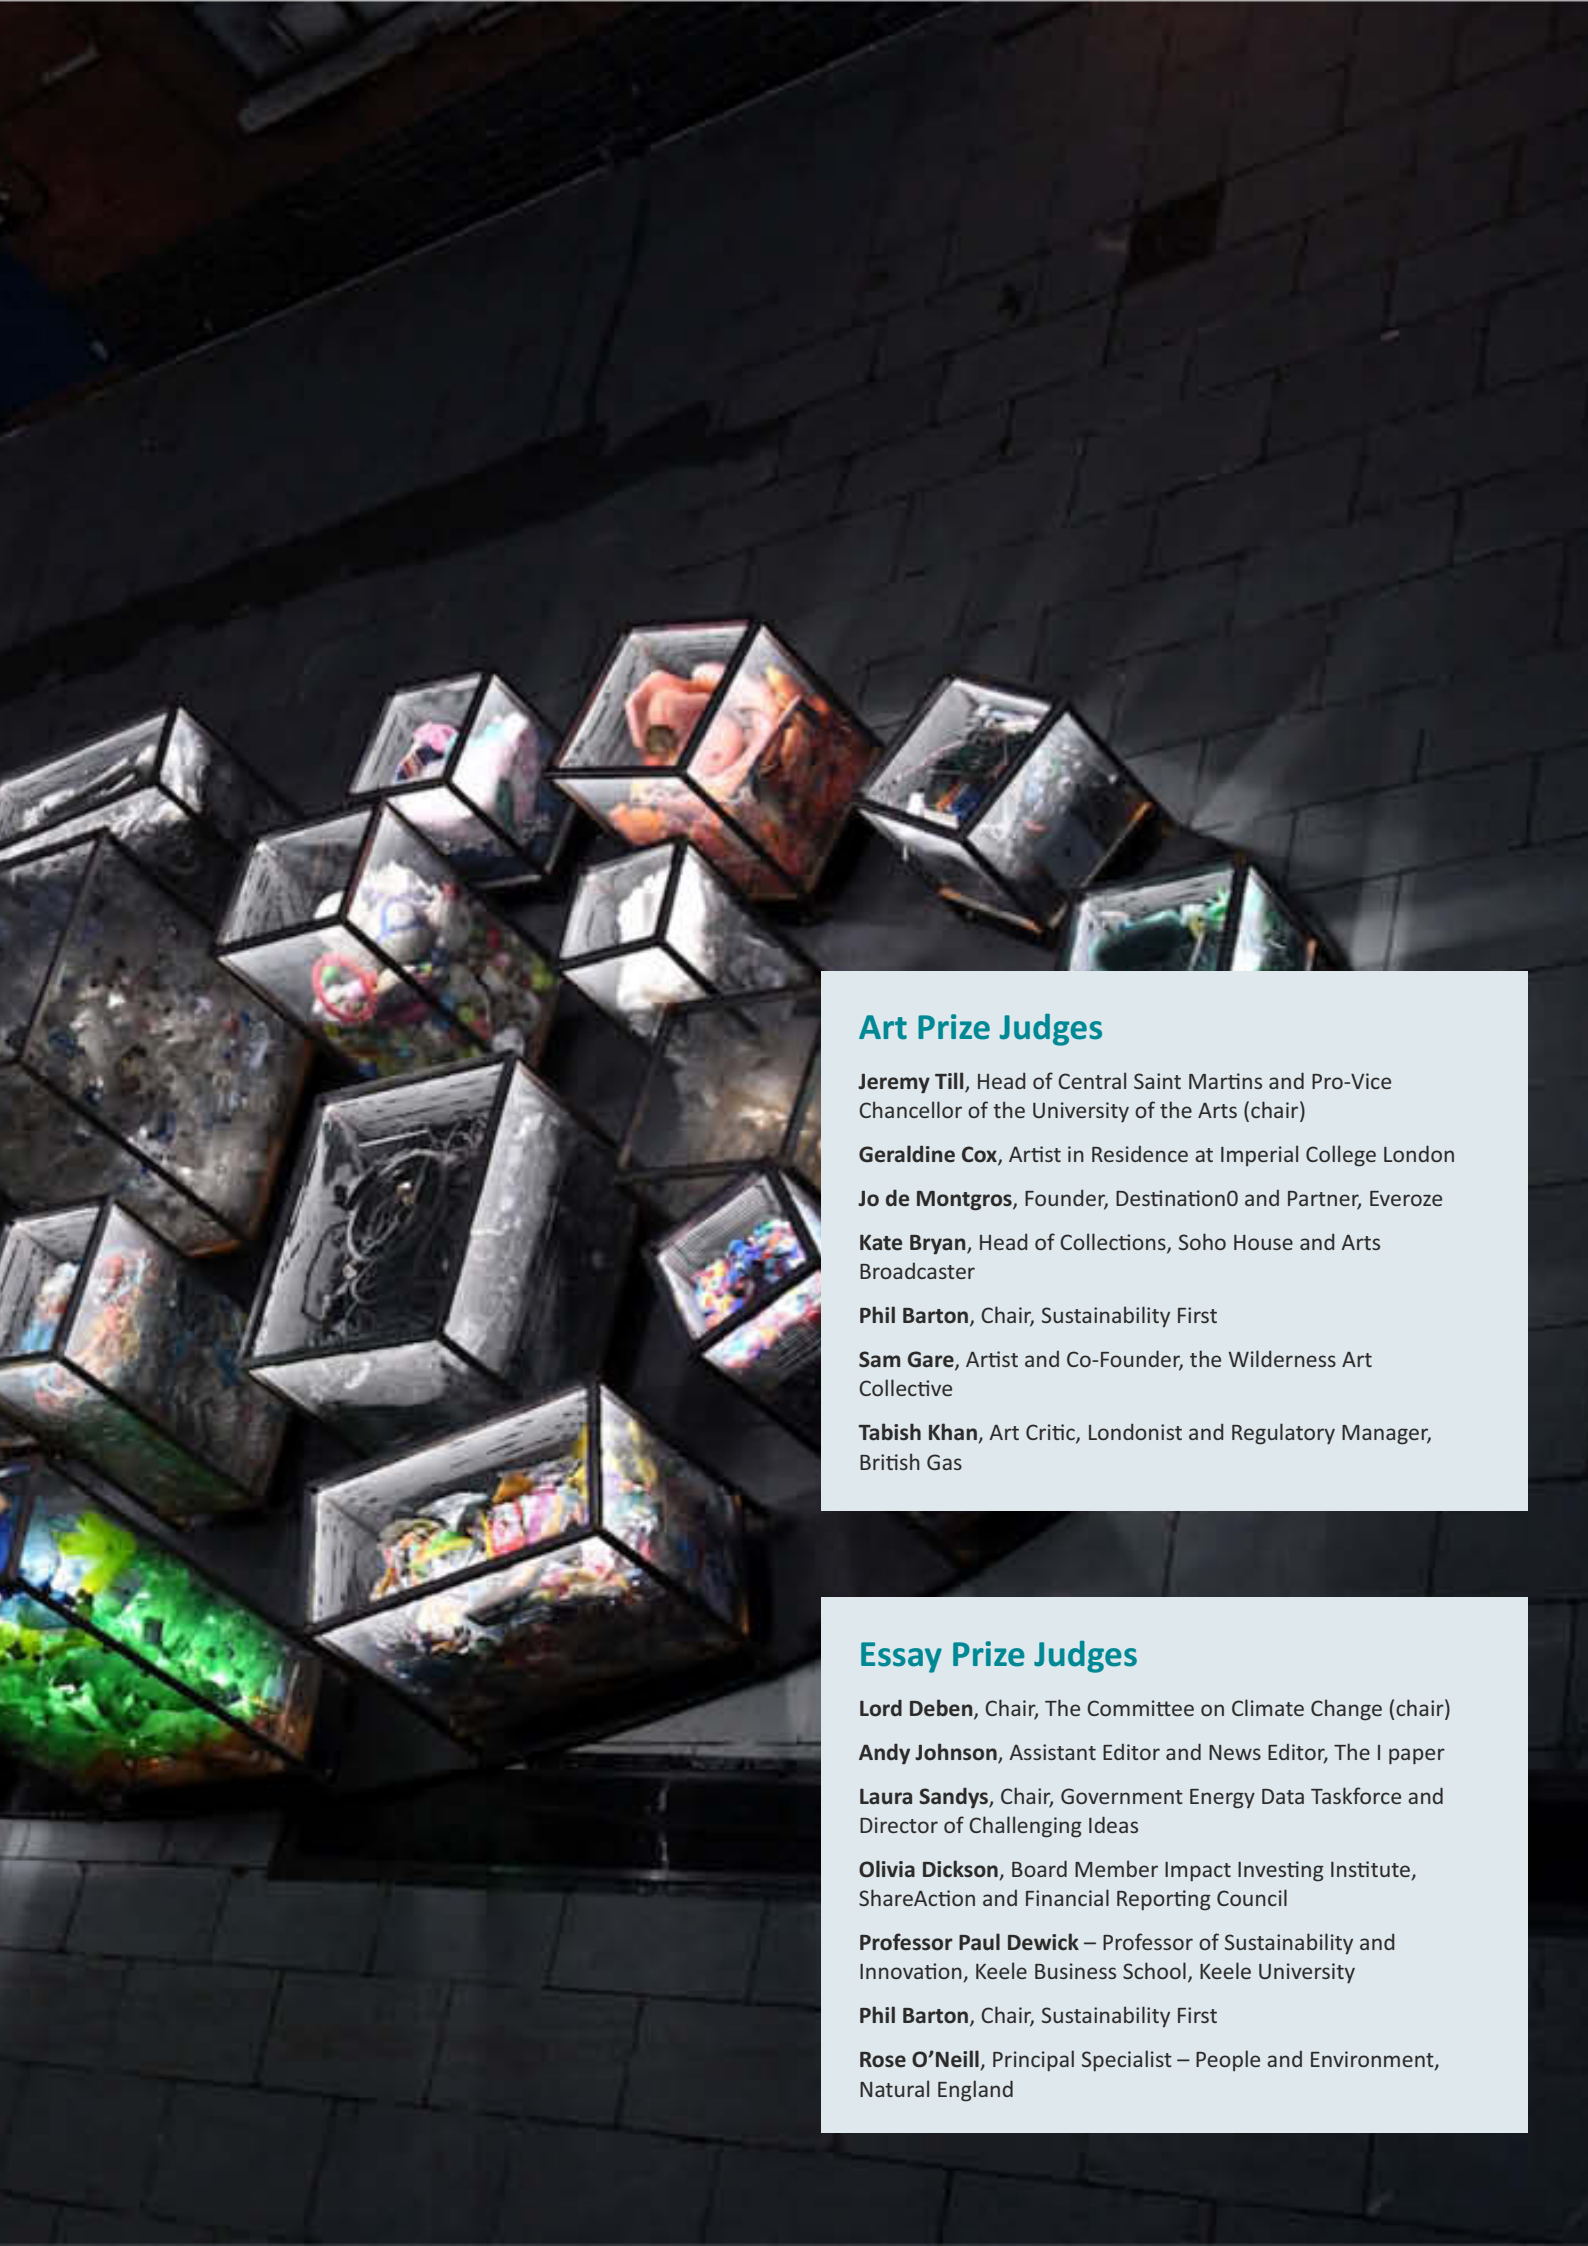 Art Prize Judges
Jeremy Till, Head of Central Saint Martins and Pro-Vice
Chancellor of the University of the Arts (chair)
Geraldine Cox, Artist in Residence at Imperial College London
Jo de Montgros, Founder, Destination0 and Partner, Everoze
Kate Bryan, Head of Collections, Soho House and Arts
Broadcaster
Phil Barton, Chair, Sustainability First
Sam Gare, Artist and Co-Founder, the Wilderness Art
Collective
Tabish Khan, Art Critic, Londonist and Regulatory Manager,
British Gas
Essay Prize Judges
Lord Deben, Chair, The Committee on Climate Change (chair)
Andy Johnson, Assistant Editor and News Editor, The I paper
Laura Sandys, Chair, Government Energy Data Taskforce and
Director of Challenging Ideas
Olivia Dickson, Board Member Impact Investing Institute,
ShareAction and Financial Reporting Council
Professor Paul Dewick – Professor of Sustainability and
Innovation, Keele Business School, Keele University
Phil Barton, Chair, Sustainability First
Rose O’Neill, Principal Specialist – People and Environment,
Natural England